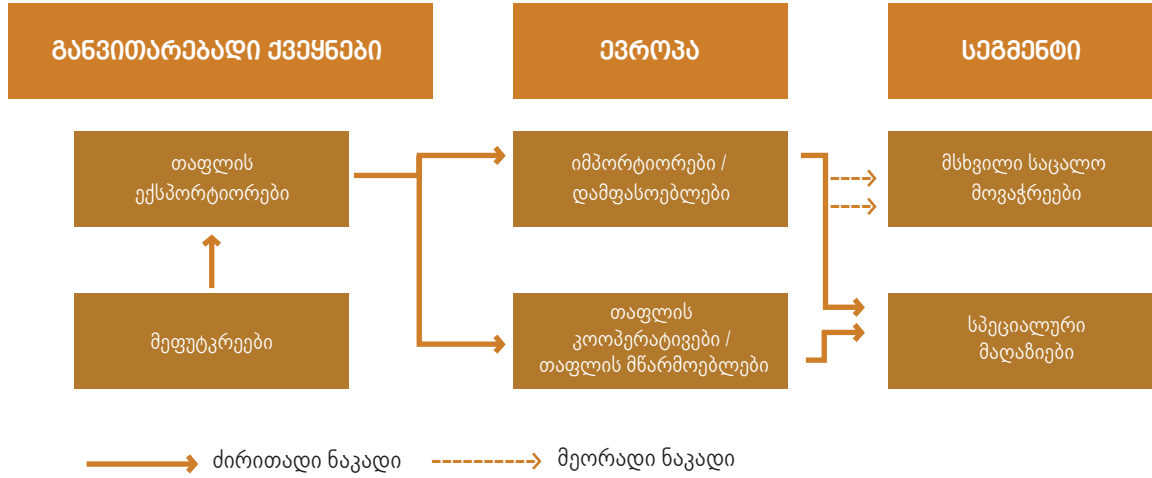 განვითარებადი ქვეყნები
ევროპა
სეგმენტი
თაფლის
ექსპორტიორები
იმპორტიორები /
დამფასოებლები
მსხვილი საცალო
მოვაჭრეები
მეფუტკრეები
თაფლის
კოოპერატივები /
თაფლის მწარმოებლები
სპეციალური
მაღაზიები
ძირითადი ნაკადი
მეორადი ნაკადი